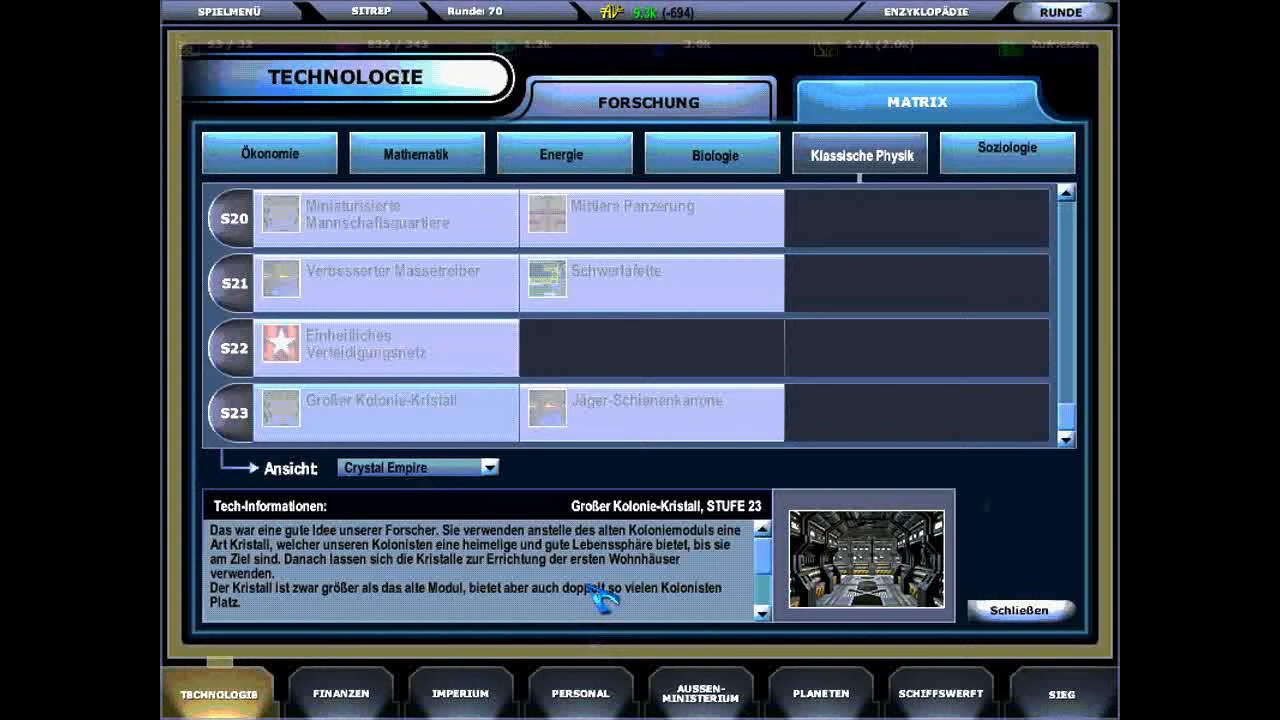 SPIELMENÜ
SITREP
Runde: 70
9.3k (-694)
ENZYKLOPÄDIE
RUNDE
TECHNOLOGIE
FORSCHUNG
MATRIX
Ökonomie
Mathematik
Energie
Biologie
Klassische Physik
Soziologie
S20
Miniaturisierte
Mannschaftsquartiere
Mittlere Panzerung
S21
Verbesserter Massetreiber
Schwerlafette
S22
Einheitliches
Verteidigungsnetz
S23
Großer Kolonie-Kristall
Jäger-Schienenkanone
Ansicht:
Crystal Empire
Tech-Informationen:
Großer Kolonie-Kristall, STUFE 23
Das war eine gute Idee unserer Forscher. Sie verwenden anstelle des alten Koloniemoduls eine
Art Kristall, welcher unseren Kolonisten eine heimelige und gute Lebenssphäre bietet, bis sie
am Ziel sind. Danach lassen sich die Kristalle zur Errichtung der ersten Wohnhäuser
verwenden.
Der Kristall ist zwar größer als das alte Modul, bietet aber auch doppelt so vielen Kolonisten
Platz.
Schließen
TECHNOLOGIE
FINANZEN
IMPERIUM
PERSONAL
AUSSEN-
MINISTERIUM
PLANETEN
SCHIFFSWERFT
SIEG